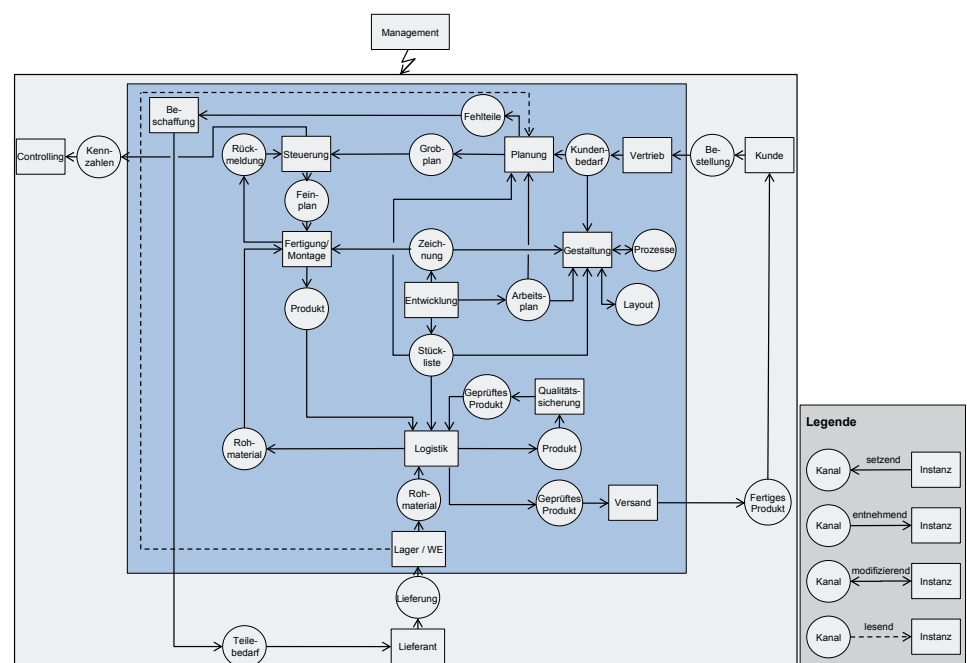 Management
Be-
schaffung
Fehlteile
Controlling
Kenn-
zahlen
Rück-
meldung
Steuerung
Grob-
plan
Planung
Kunden-
bedarf
Vertrieb
Be-
stellung
Kunde
Fein-
plan
Fertigung/
Montage
Zeich-
nung
Gestaltung
Prozesse
Produkt
Entwicklung
Arbeits-
plan
Layout
Stück-
liste
Geprüftes
Produkt
Qualitäts-
sicherung
Roh-
material
Logistik
Produkt
Roh-
material
Geprüftes
Produkt
Versand
Fertiges
Produkt
Lager / WE
Lieferung
Teile-
bedarf
Lieferant
Legende
Kanal
setzend
Instanz
Kanal
entnehmend
Instanz
Kanal
modifizierend
Instanz
Kanal
lesend
Instanz